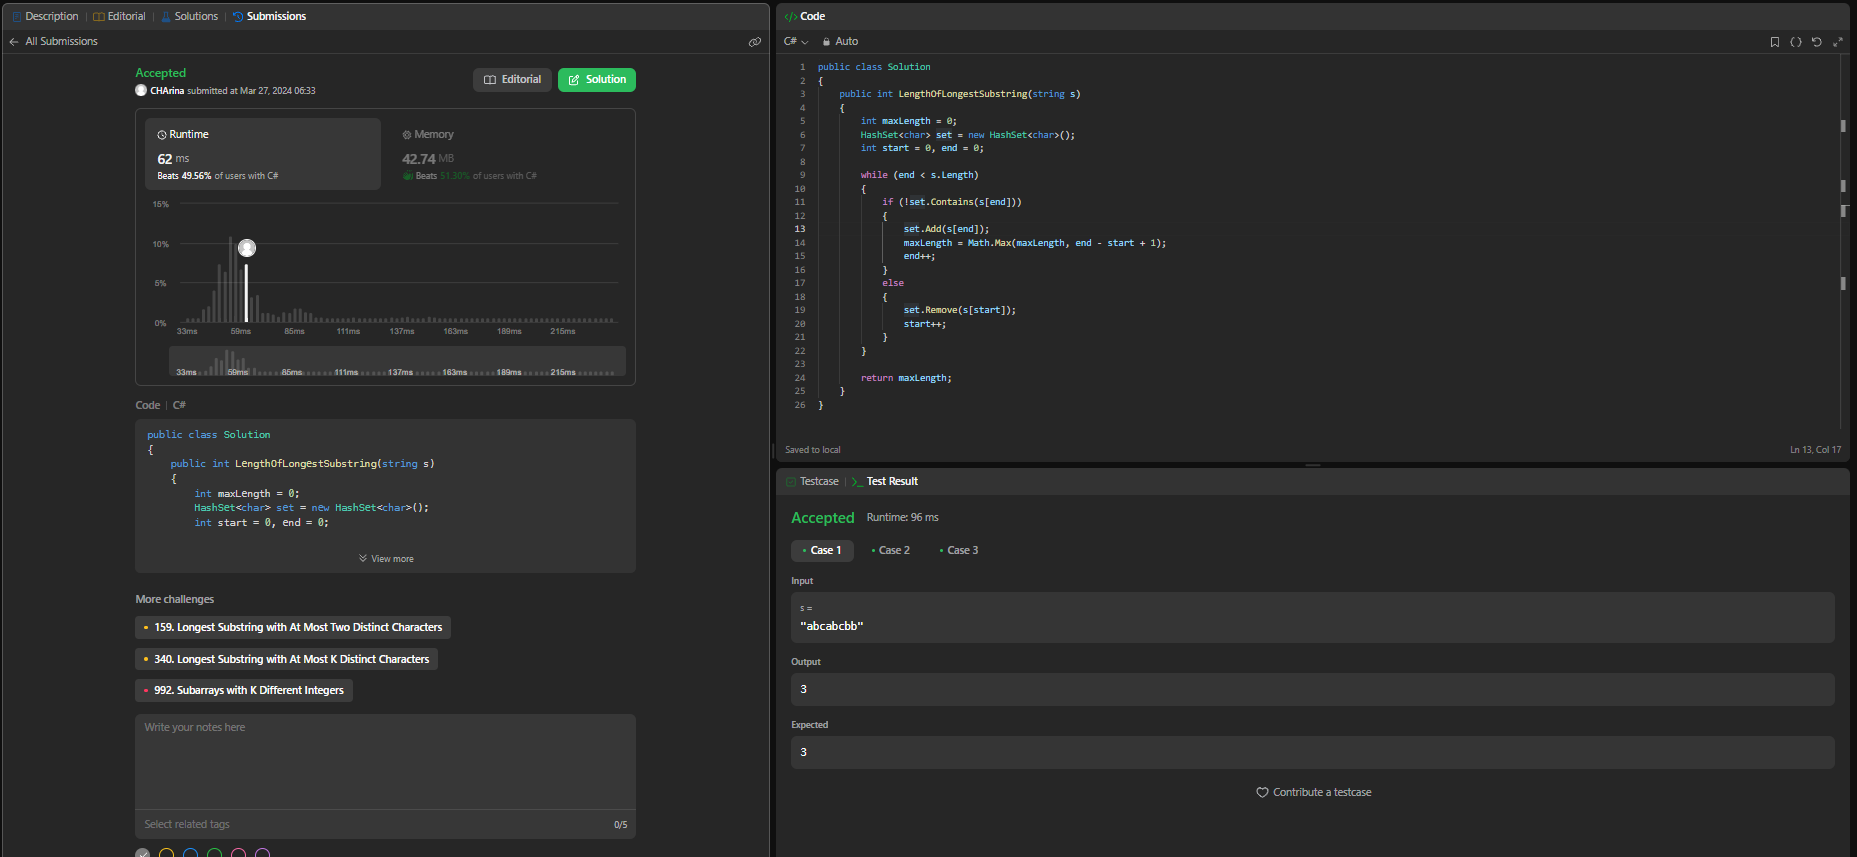 Description
Editorial
Solutions
Submissions
All Submissions
Accepted
CHArina submitted at Mar 27, 2024 06:33
Editorial
Solution
Runtime
62 ms
Beats 49.56% of users with C#
Memory
42.74 MB
Beats 51.30% of users with C#
15%
10%
5%
0%
33ms 59ms 85ms 111ms 137ms 163ms 189ms 215ms
33ms 59ms 85ms 111ms 137ms 163ms 189ms 215ms
Code | C#
public class Solution
{
    public int LengthOfLongestSubstring(string s)
    {
        int maxLength = 0;
        HashSet<char> set = new HashSet<char>();
        int start = 0, end = 0;
View more
More challenges
159. Longest Substring with At Most Two Distinct Characters
340. Longest Substring with At Most K Distinct Characters
992. Subarrays with K Different Integers
Write your notes here
Select related tags
0/5
</> Code
C#
Auto
1 public class Solution
2 {
3     public int LengthOfLongestSubstring(string s)
4     {
5         int maxLength = 0;
6         HashSet<char> set = new HashSet<char>();
7         int start = 0, end = 0;
8
9         while (end < s.Length)
10         {
11             if (!set.Contains(s[end]))
12             {
13                 set.Add(s[end]);
14                 maxLength = Math.Max(maxLength, end - start + 1);
15                 end++;
16             }
17             else
18             {
19                 set.Remove(s[start]);
20                 start++;
21             }
22         }
23
24         return maxLength;
25     }
26 }
Saved to local
Ln 13, Col 17
Testcase
Test Result
Accepted
Runtime: 96 ms
Case 1
Case 2
Case 3
Input
s =
"abcabcbb"
Output
3
Expected
3
Contribute a testcase